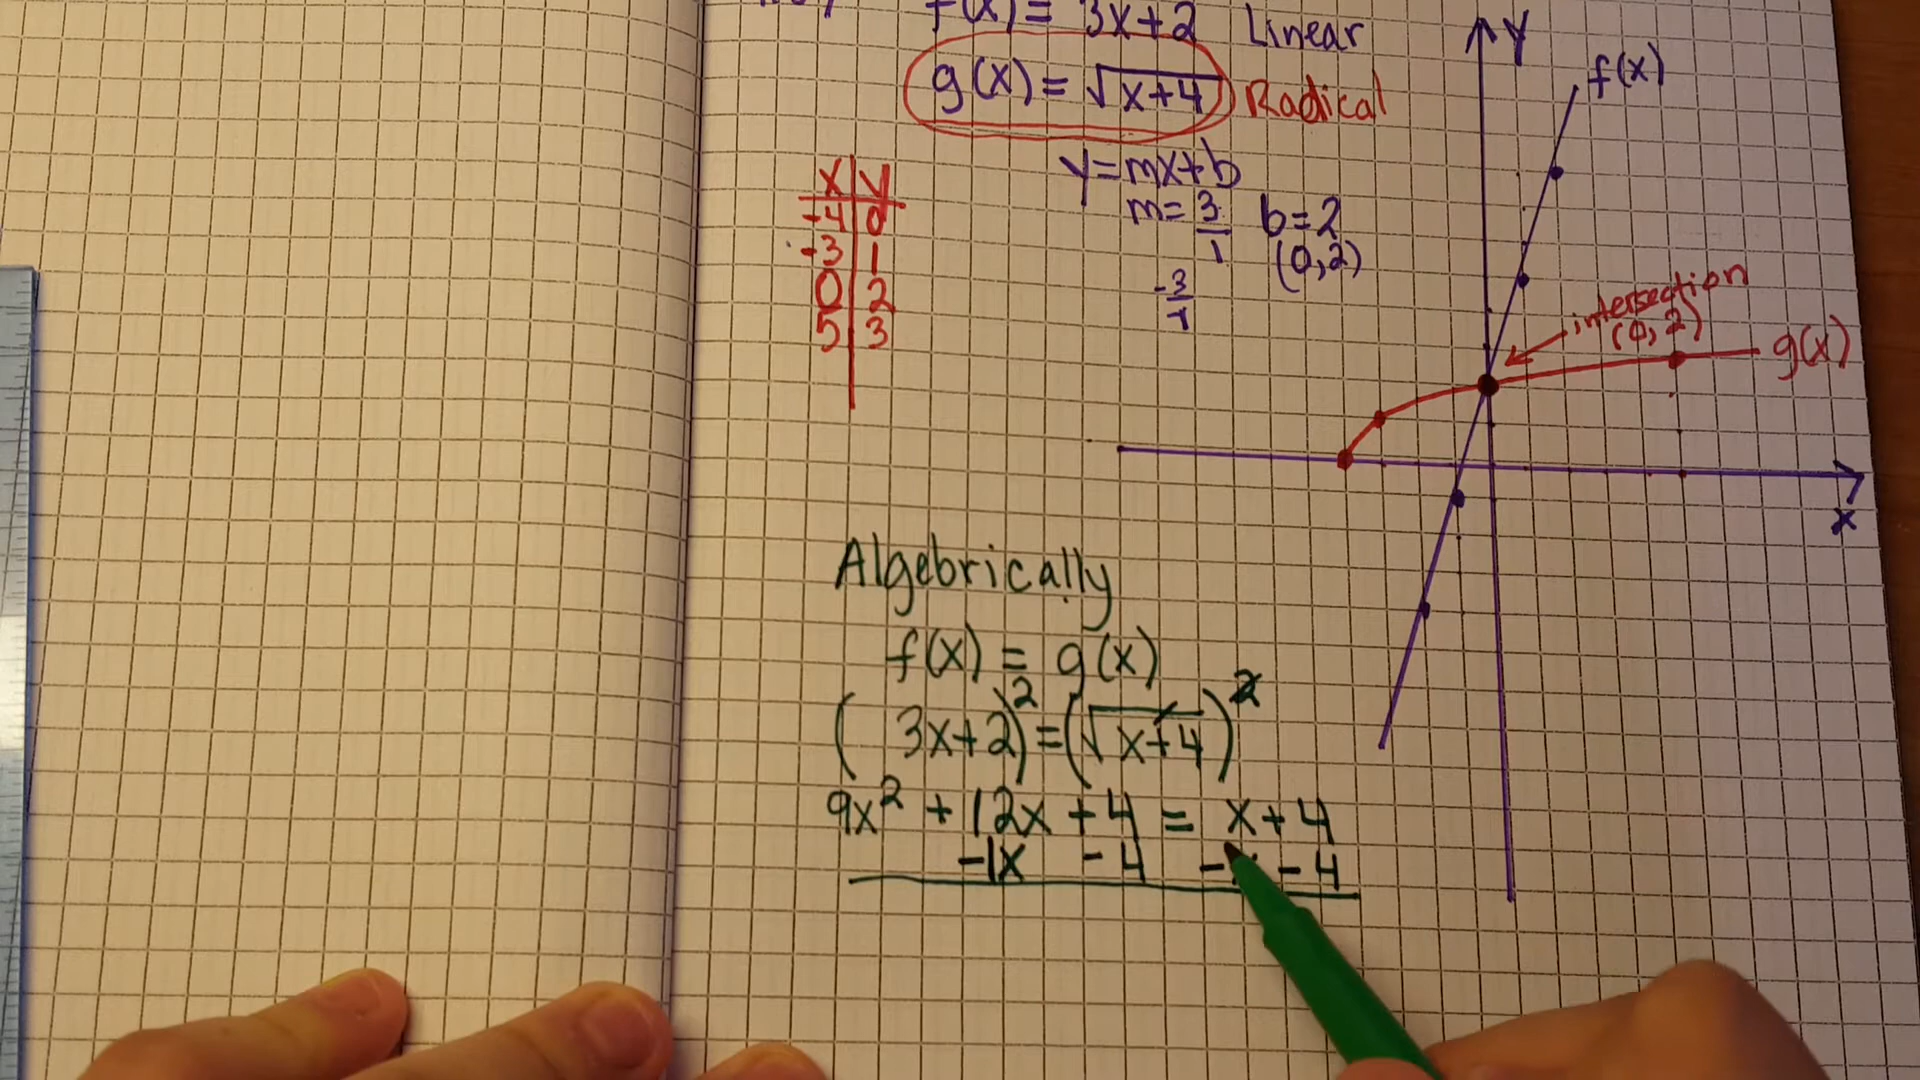 f(x) = 3x+2 Linear
g(x) = √x+4 Radical
y=mx+b
m= 3/1 b=2
(0,2)
-3/-1
x y
-4 0
-3 1
0 2
5 3
Y
f(x)
intersection
(0,2)
g(x)
x
Algebrically
f(x) = g(x)
(3x+2)²=(√x+4)²
9x² + 12x + 4 = x+4
-1x - 4 - - 4